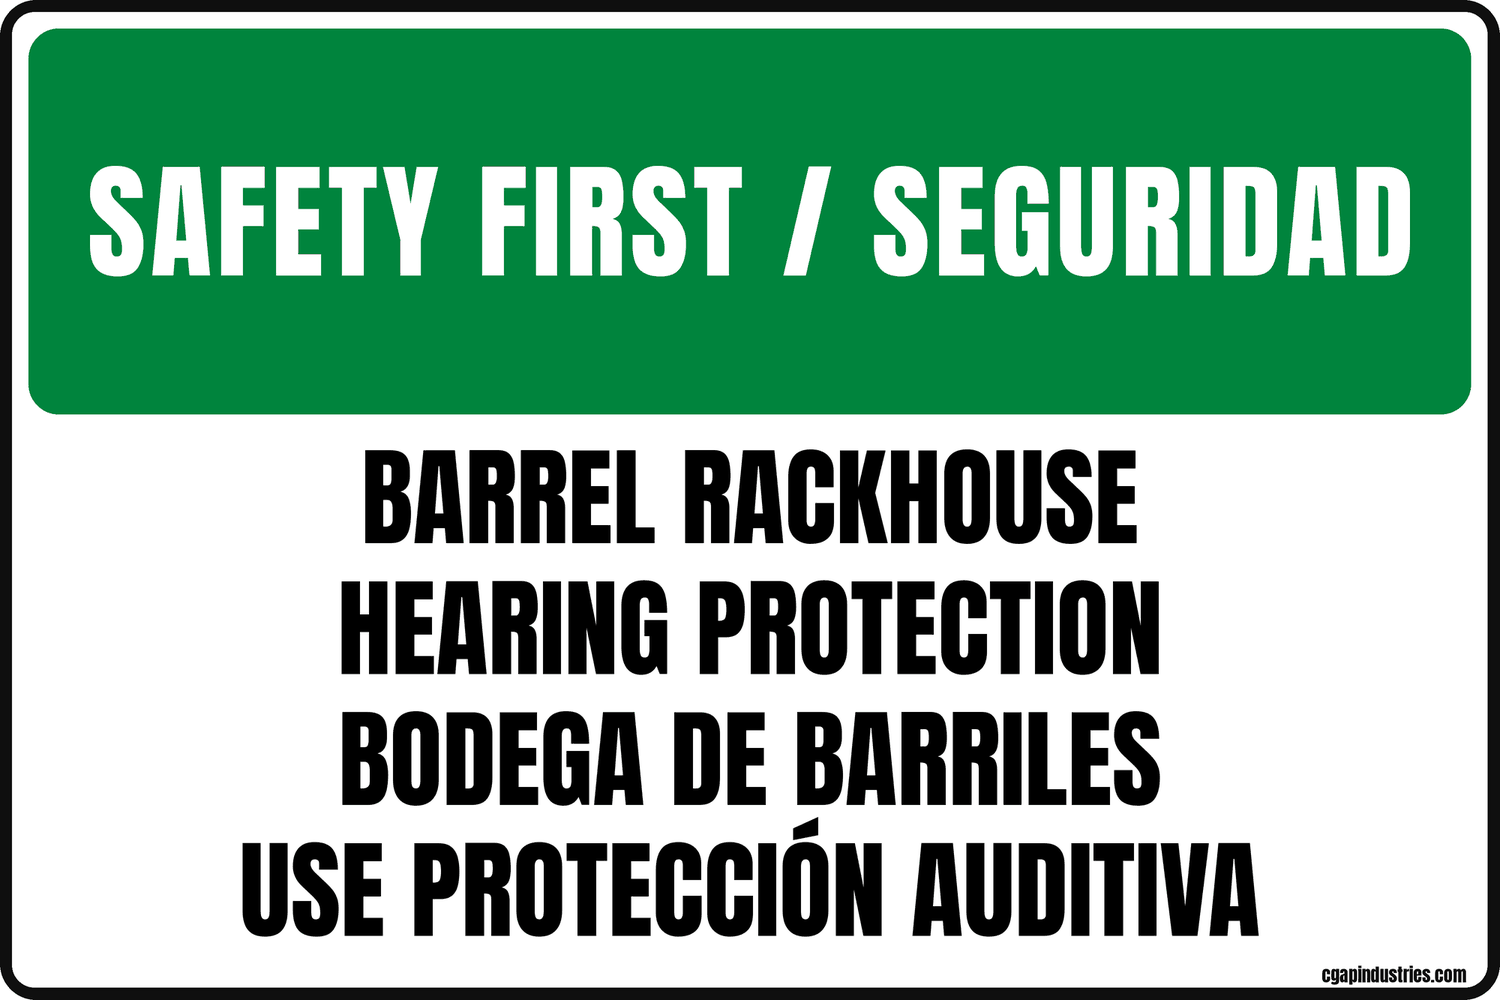 SAFETY FIRST / SEGURIDAD
BARREL RACKHOUSE
HEARING PROTECTION
BODEGA DE BARRILES
USE PROTECCIÓN AUDITIVA
cgapindustries.com